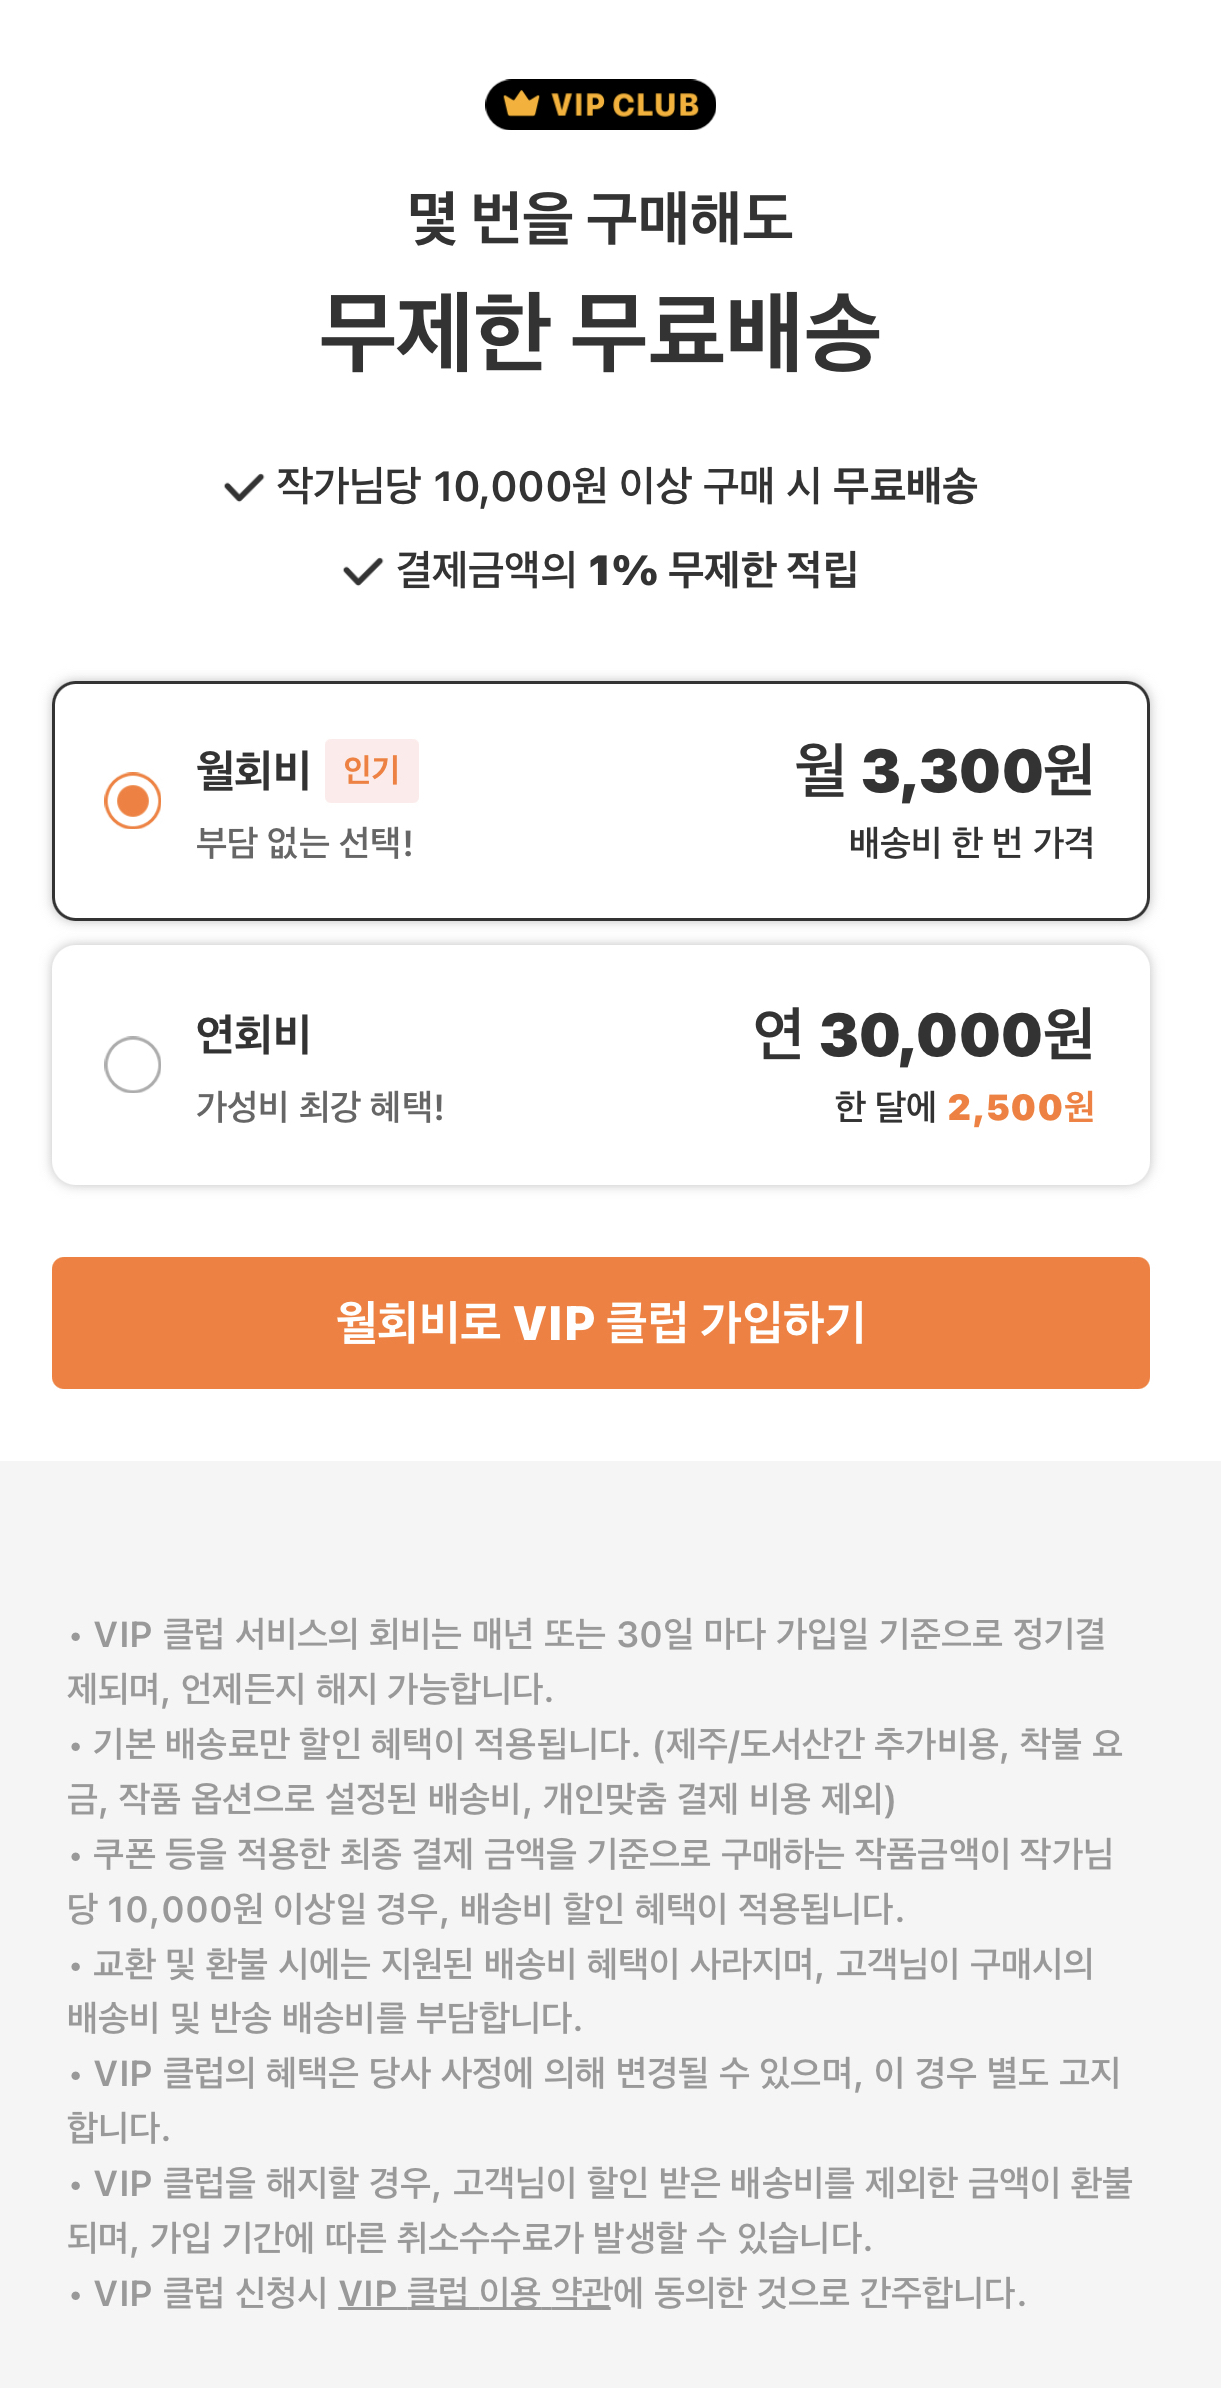 VIP CLUB
몇 번을 구매해도
무제한 무료배송
작가님당 10,000원 이상 구매 시 무료배송
결제금액의 1% 무제한 적립
월회비 인기
월 3,300원
부담 없는 선택!
배송비 한 번 가격
연회비
연 30,000원
가성비 최강 혜택!
한 달에 2,500원
월회비로 VIP 클럽 가입하기
• VIP 클럽 서비스의 회비는 매년 또는 30일 마다 가입일 기준으로 정기결
제되며, 언제든지 해지 가능합니다.
• 기본 배송료만 할인 혜택이 적용됩니다. (제주/도서산간 추가비용, 착불 요
금, 작품 옵션으로 설정된 배송비, 개인맞춤 결제 비용 제외)
• 쿠폰 등을 적용한 최종 결제 금액을 기준으로 구매하는 작품금액이 작가님
당 10,000원 이상일 경우, 배송비 할인 혜택이 적용됩니다.
• 교환 및 환불 시에는 지원된 배송비 혜택이 사라지며, 고객님이 구매시의
배송비 및 반송 배송비를 부담합니다.
• VIP 클럽의 혜택은 당사 사정에 의해 변경될 수 있으며, 이 경우 별도 고지
합니다.
• VIP 클럽을 해지할 경우, 고객님이 할인 받은 배송비를 제외한 금액이 환불
되며, 가입 기간에 따른 취소수수료가 발생할 수 있습니다.
• VIP 클럽 신청시 VIP 클럽 이용 약관에 동의한 것으로 간주합니다.